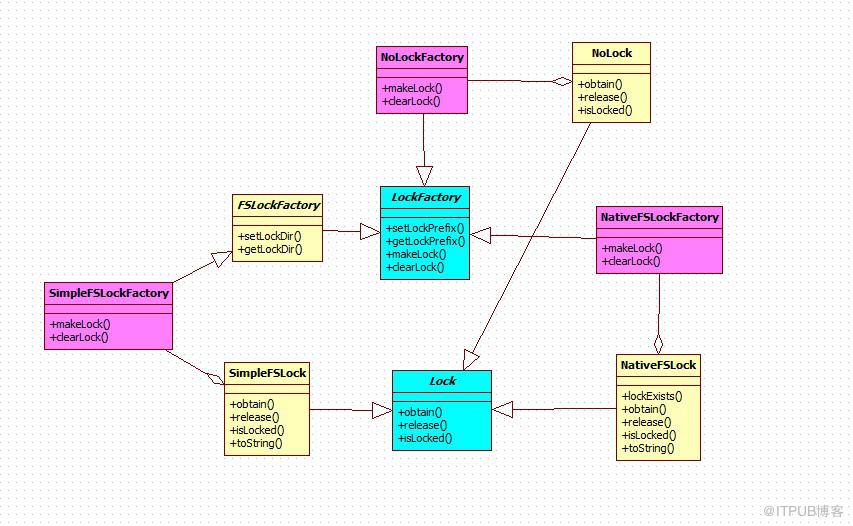 NoLockFactory
+makeLock()
+clearLock()
NoLock
+obtain()
+release()
+isLocked()
FSLockFactory
+setLockDir()
+getLockDir()
LockFactory
+setLockPrefix()
+getLockPrefix()
+makeLock()
+clearLock()
NativeFSLockFactory
+makeLock()
+clearLock()
SimpleFSLockFactory
+makeLock()
+clearLock()
SimpleFSLock
+obtain()
+release()
+isLocked()
+toString()
Lock
+obtain()
+release()
+isLocked()
NativeFSLock
+lockExists()
+obtain()
+release()
+isLocked()
+toString()
@ITPUB博客